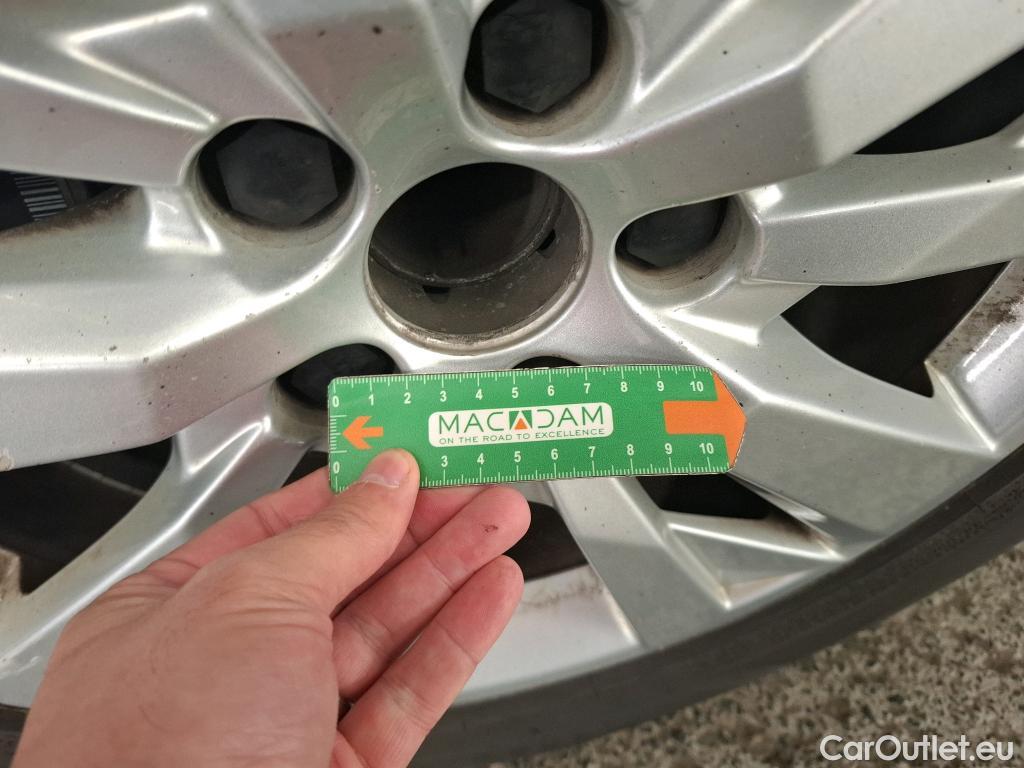 0 1 2 3 4 5 6 7 8 9 10
MACADAM
ON THE ROAD TO EXCELLENCE
0 3 4 5 6 7 8 9 10
CarOutlet.eu